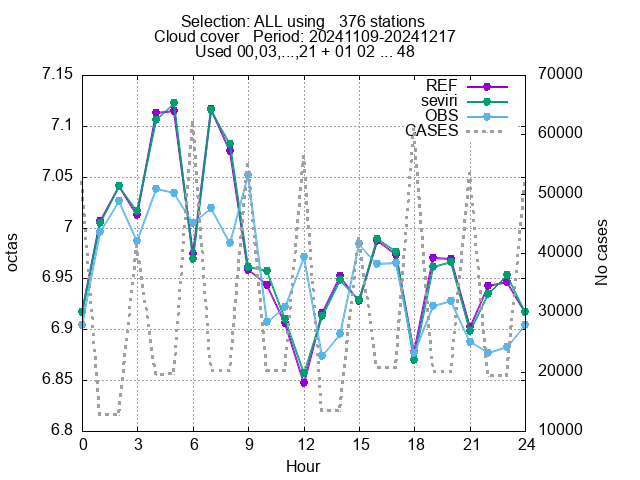 Selection: ALL using   376 stations
Cloud cover   Period: 20241109-20241217
Used 00,03,...,21 + 01 02 ... 48
7.15
7.1
7.05
7
6.95
6.9
6.85
6.8
70000
60000
50000
40000
30000
20000
10000
REF
seviri
OBS
CASES
octas
No cases
0 3 6 9 12 15 18 21 24
Hour